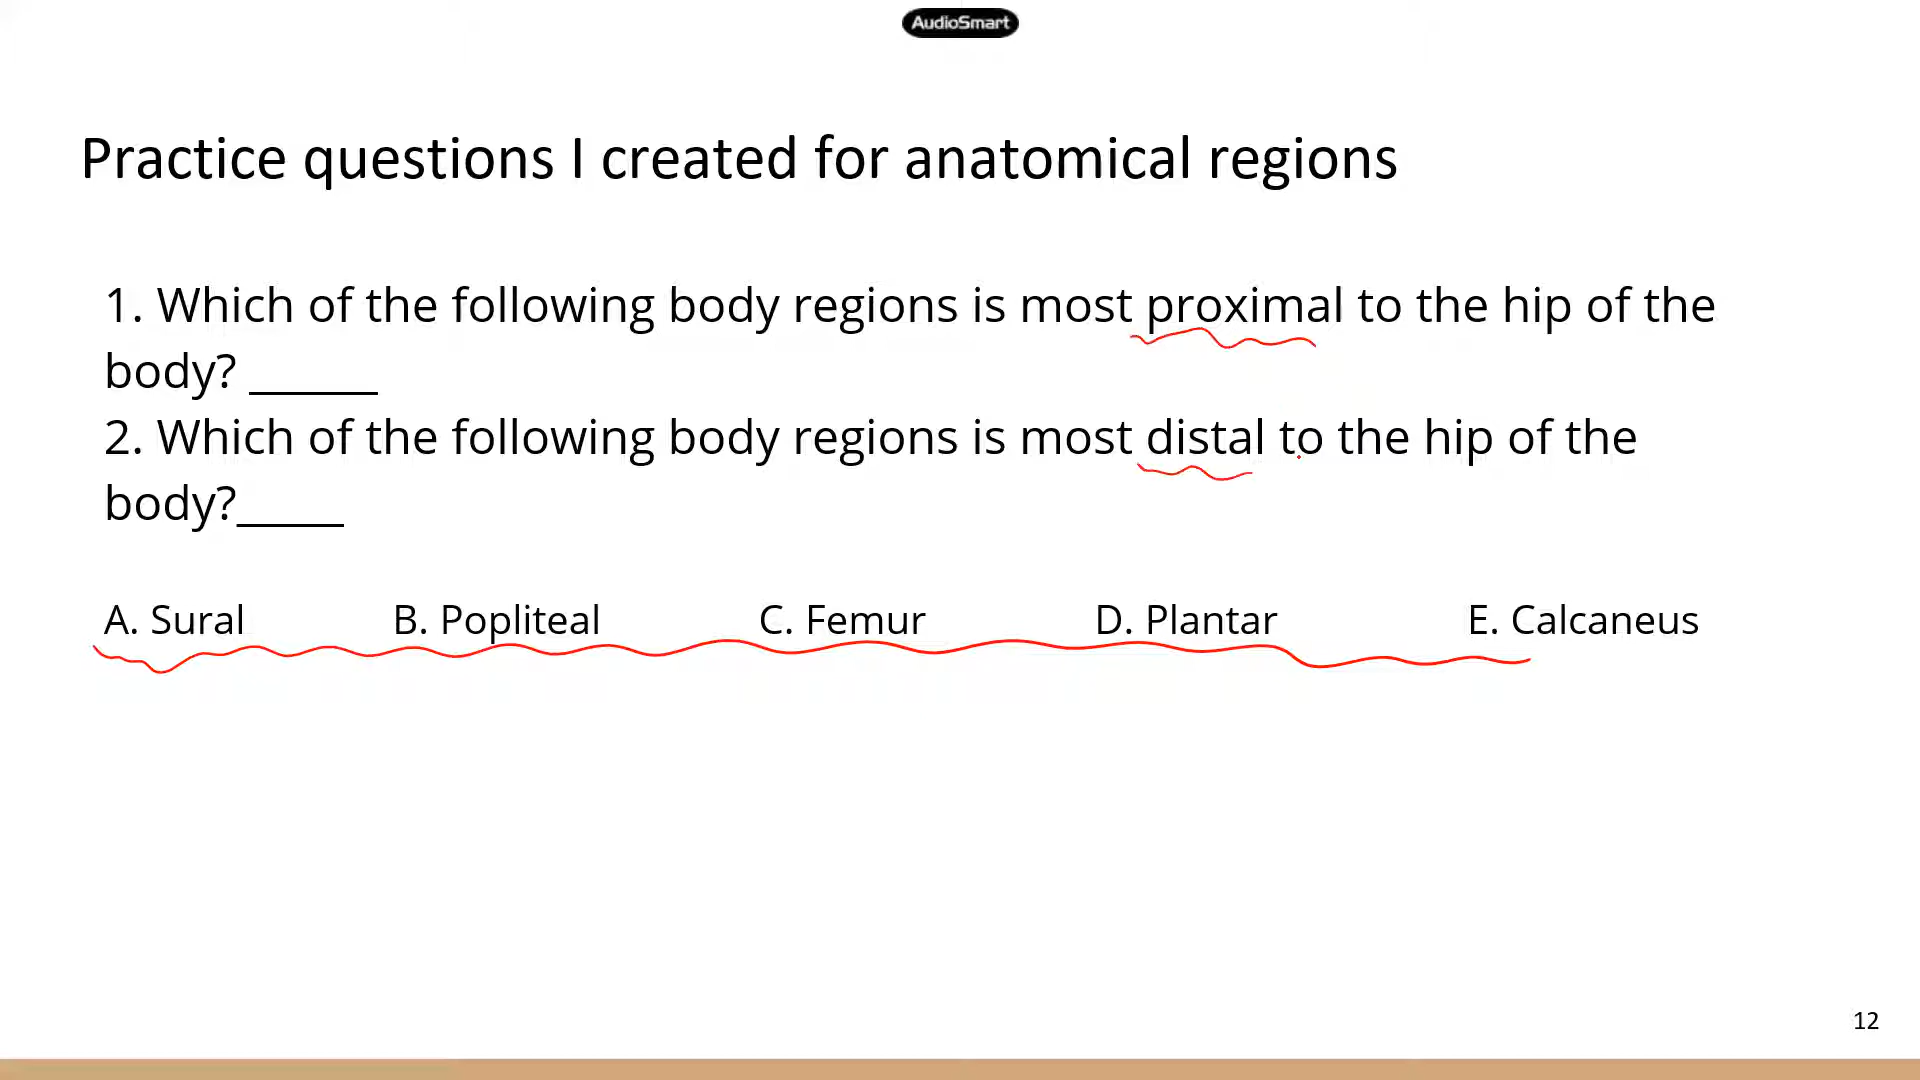 AudioSmart
Practice questions I created for anatomical regions
1. Which of the following body regions is most proximal to the hip of the
body? ______
2. Which of the following body regions is most distal to the hip of the
body?_____
A. Sural B. Popliteal C. Femur D. Plantar E. Calcaneus
12